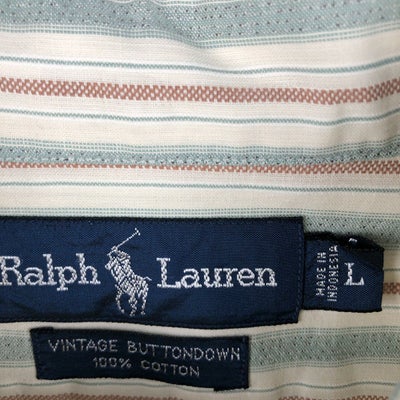 Ralph Lauren
MADE IN
INDONESIA
L
VINTAGE BUTTONDOWN
100% COTTON